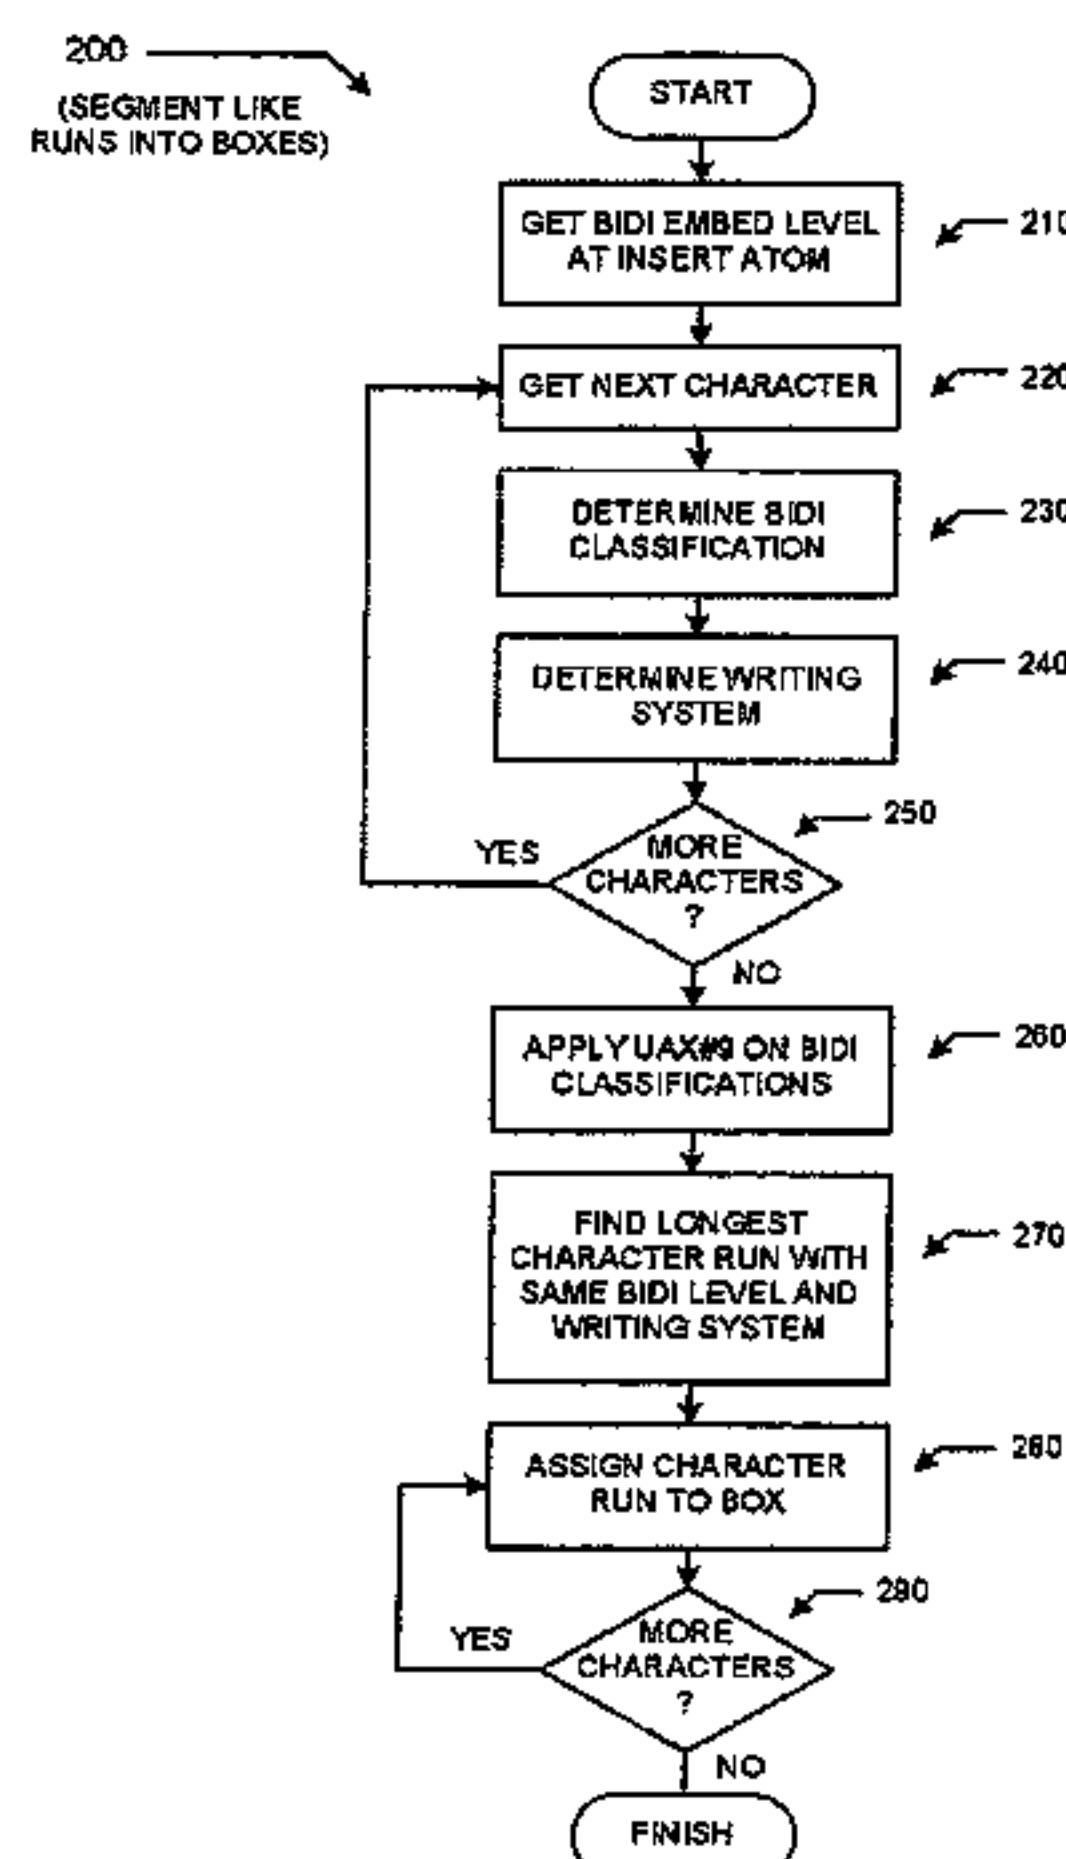 200
(SEGMENT LIKE
RUNS INTO BOXES)
START
GET BIDI EMBED LEVEL
AT INSERT ATOM
210
GET NEXT CHARACTER
220
DETERMINE BIDI
CLASSIFICATION
230
DETERMINE WRITING
SYSTEM
240
250
YES
MORE
CHARACTERS
?
NO
APPLY UAX#9 ON BIDI
CLASSIFICATIONS
260
FIND LONGEST
CHARACTER RUN WITH
SAME BIDI LEVEL AND
WRITING SYSTEM
270
ASSIGN CHARACTER
RUN TO BOX
280
290
YES
MORE
CHARACTERS
?
NO
FINISH